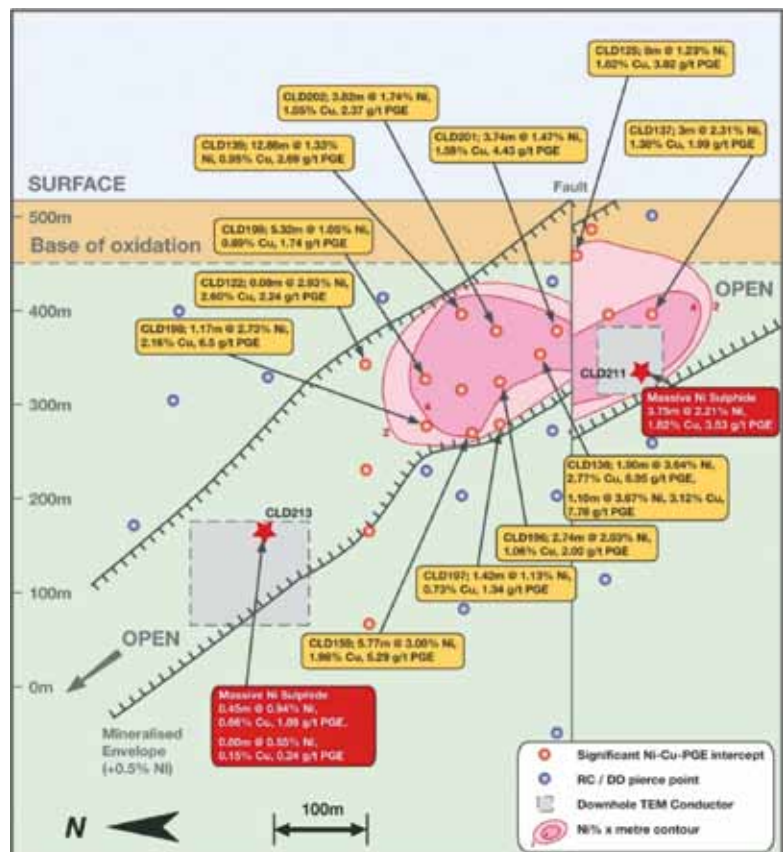 CLD125; 8m @ 1.23% Ni,
1.62% Cu, 3.82 g/t PGE
CLD202; 3.82m @ 1.74% Ni,
1.05% Cu, 2.37 g/t PGE
CLD201; 3.74m @ 1.47% Ni,
1.59% Cu, 4.43 g/t PGE
CLD137; 3m @ 2.31% Ni,
1.36% Cu, 1.99 g/t PGE
12.86m @ 1.33%
Ni, 0.95% Cu, 2.69 g/t PGE
SURFACE
Fault
500m
Base of oxidation
5.32m @ 1.05% Ni,
0.89% Cu, 1.74 g/t PGE
CLD122; 0.08m @ 2.93% Ni,
2.60% Cu, 2.24 g/t PGE
1.17m @ 2.73% Ni,
2.16% Cu, 6.5 g/t PGE
OPEN
400m
4
2
CLD211
Massive Ni Sulphide
3.75m @ 2.21% Ni,
1.82% Cu, 3.53 g/t PGE
300m
2
4
1.90m @ 3.64% Ni,
2.77% Cu, 6.95 g/t PGE,
1.10m @ 3.67% Ni, 3.12% Cu,
7.78 g/t PGE
200m
CLD213
CLD196; 2.74m @ 2.03% Ni,
1.06% Cu, 2.00 g/t PGE
CLD197; 1.42m @ 1.13% Ni,
0.73% Cu, 1.34 g/t PGE
100m
OPEN
CLD159; 5.77m @ 3.00% Ni,
1.96% Cu, 5.29 g/t PGE
0m
Massive Ni Sulphide
0.45m @ 0.94% Ni,
0.66% Cu, PGE,
0.60m @ 0.55% Ni,
0.15% Cu, 0.24 g/t PGE
Mineralised
Envelope
(+0.5% Ni)
N
100m
Significant Ni-Cu-PGE intercept
RC / DD pierce point
Downhole TEM Conductor
Ni% x metre contour